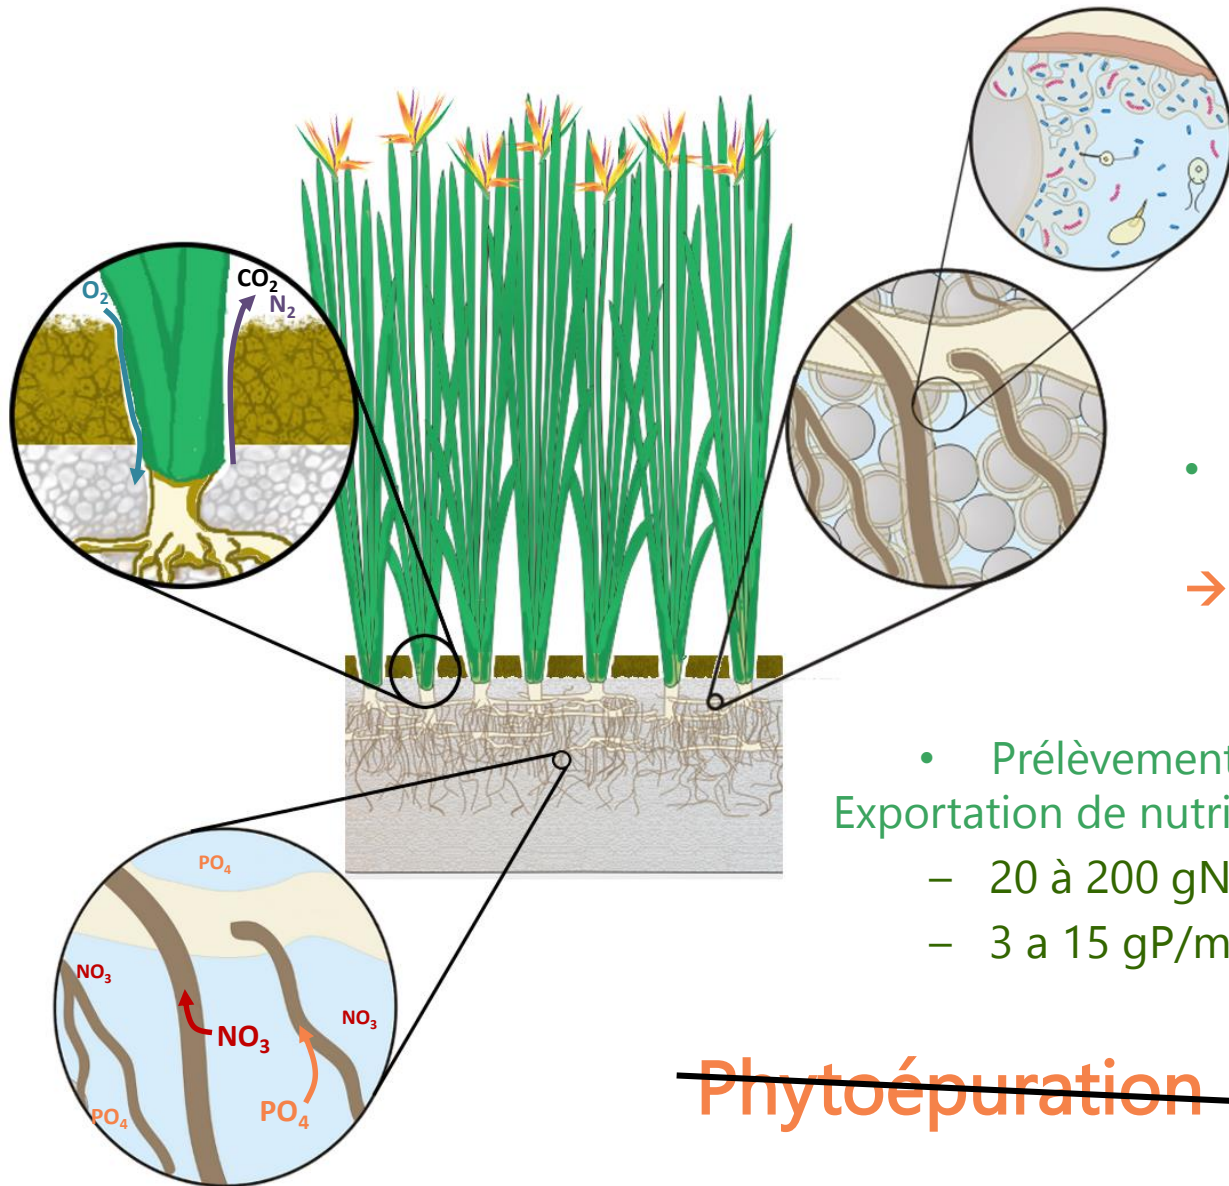 O₂
CO₂
N₂
•
→
• Prélèvement
Exportation de nutri
– 20 à 200 gN
– 3 a 15 gP/m
PO₄
NO₃
NO₃
NO₃
PO₄
PO₄
Phytoépuration